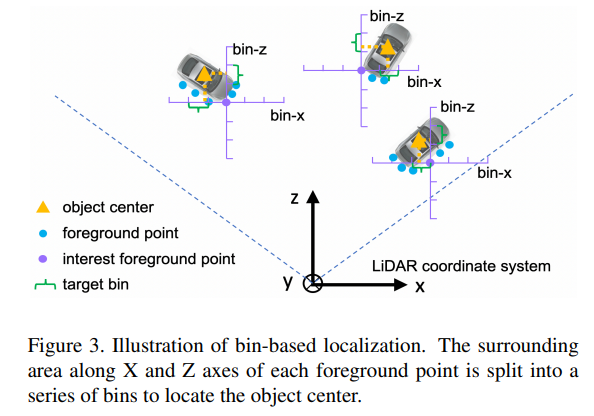 bin-z
bin-x
bin-z
bin-x
bin-z
bin-x
object center
foreground point
interest foreground point
target bin
z
y
x
LiDAR coordinate system
Figure 3. Illustration of bin-based localization. The surrounding
area along X and Z axes of each foreground point is split into a
series of bins to locate the object center.